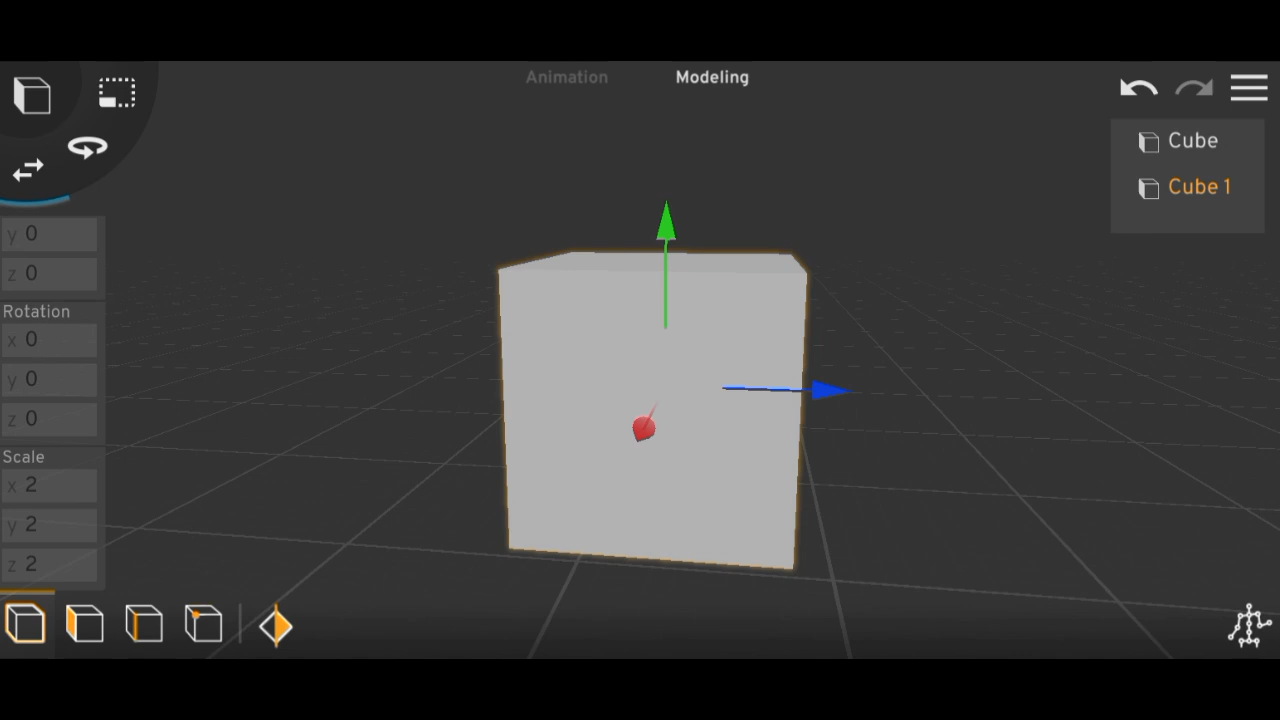 Animation Modeling
Cube
Cube 1
y 0
z 0
Rotation
x 0
y 0
z 0
Scale
x 2
y 2
z 2